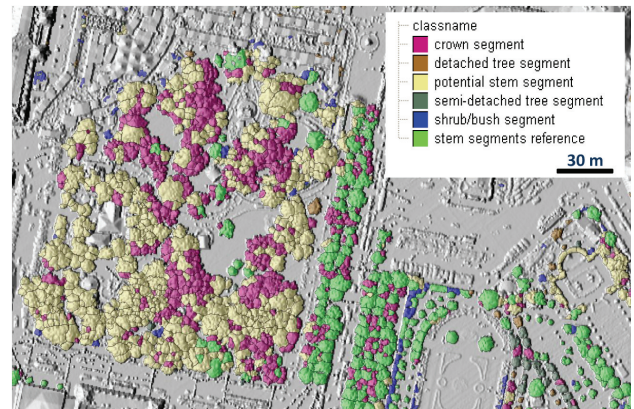 classname
crown segment
detached tree segment
potential stem segment
semi-detached tree segment
shrub/bush segment
stem segments reference
30 m